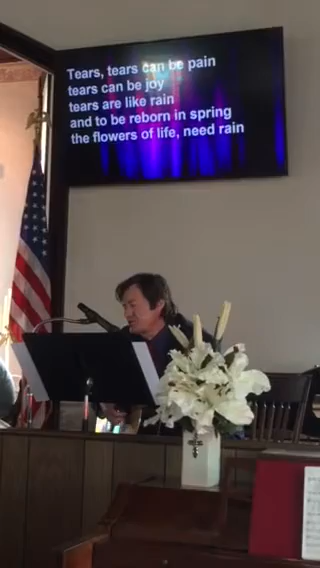 Tears, tears can be pain
tears can be joy
tears are like rain
and to be reborn in spring
the flowers of life, need rain